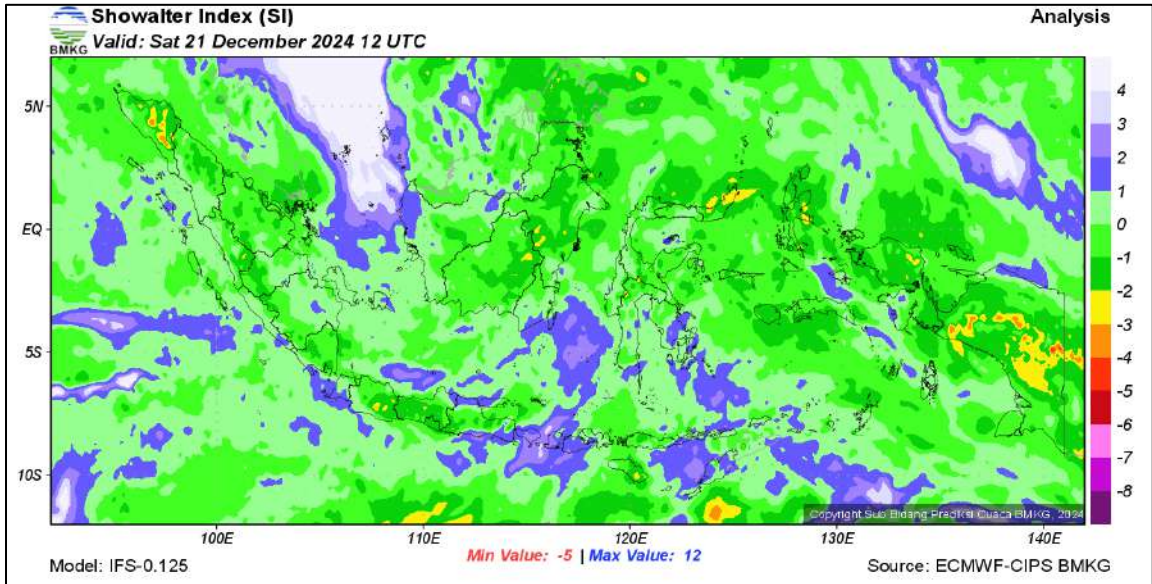 Showalter Index (SI)
Analysis
BMKG
Valid: Sat 21 December 2024 12 UTC
5N
EQ
5S
10S
100E
110E
120E
130E
140E
4
3
2
1
0
-1
-2
-3
-4
-5
-6
-7
-8
Copyright Sub Bidang Prediksi Cuaca BMKG, 2024
Min Value: -5 | Max Value: 12
Model: IFS-0.125
Source: ECMWF-CIPS BMKG